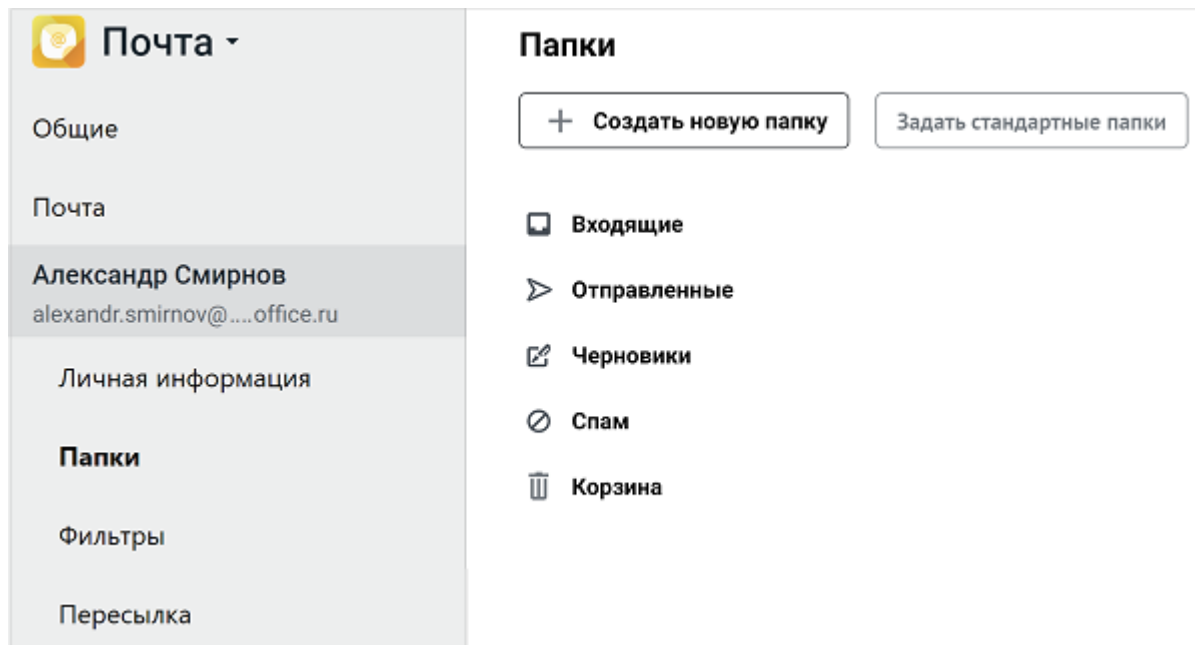 Почта
Общие
Почта
Александр Смирнов
alexandr.smirnov@....office.ru
Личная информация
Папки
Фильтры
Пересылка
Папки
+ Создать новую папку
Задать стандартные папки
Входящие
Отправленные
Черновики
Спам
Корзина